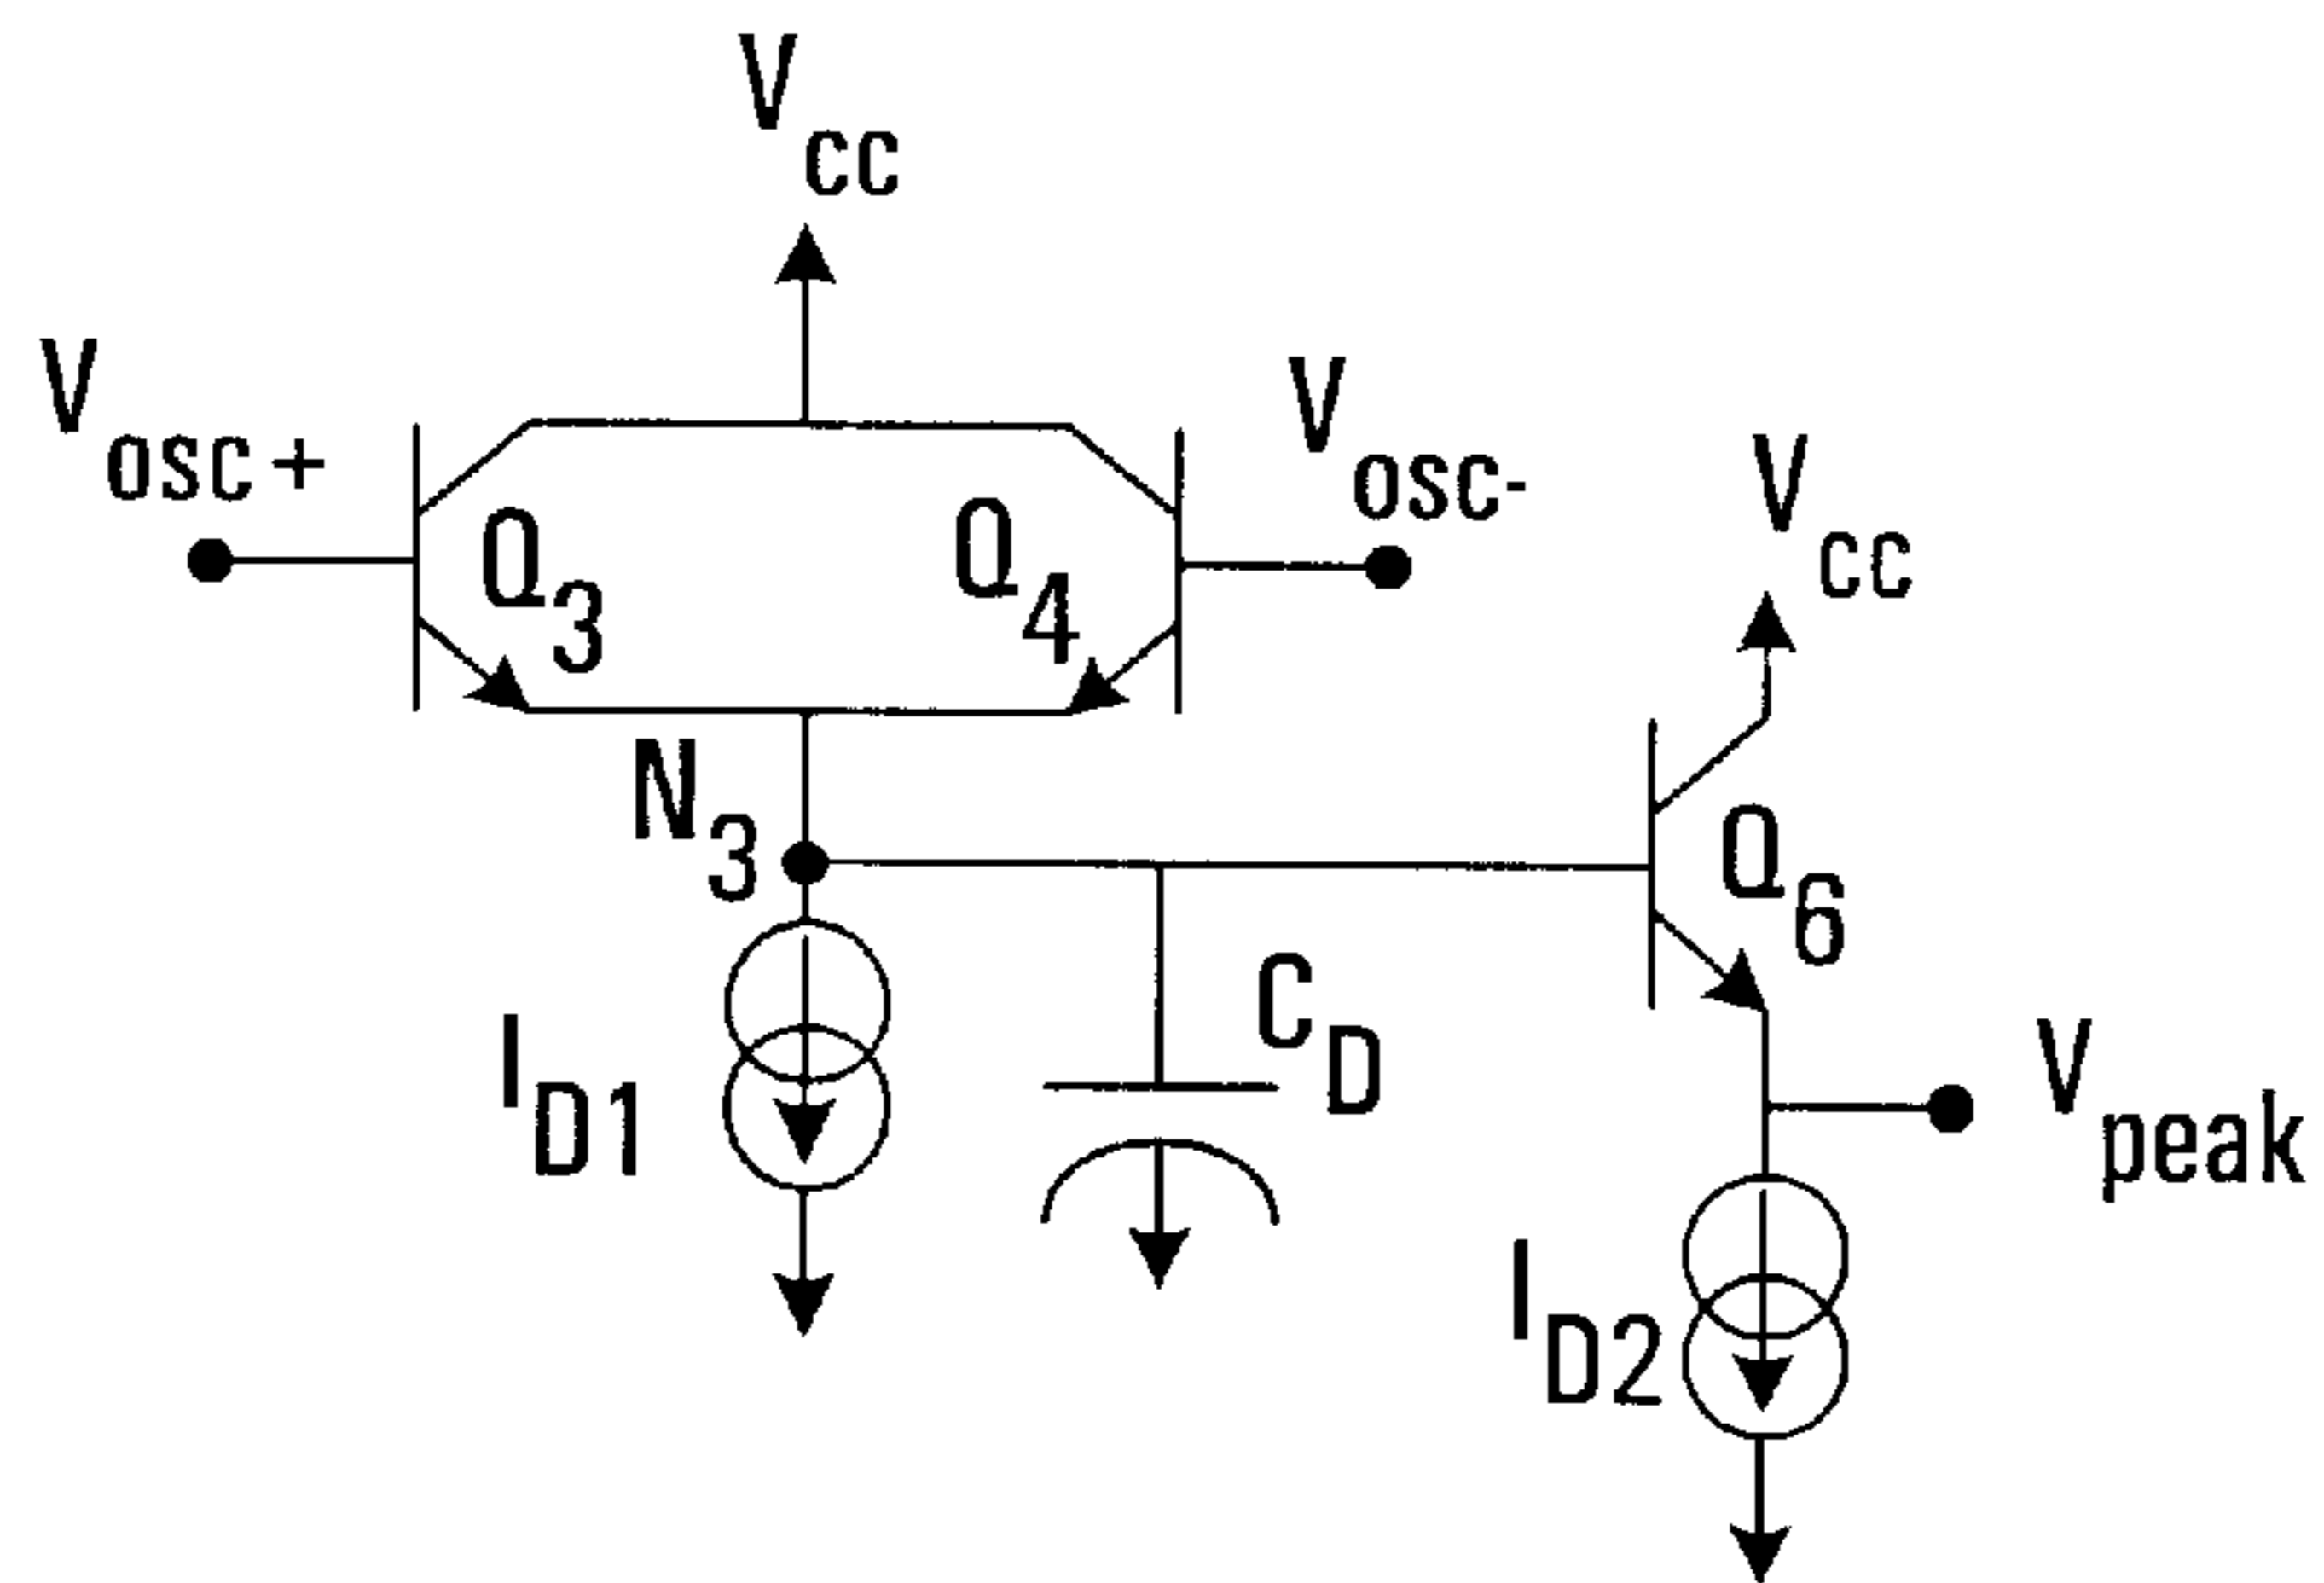 Vcc
Vosc+
Vosc-
Vcc
Q3
Q4
N3
Q6
CD
ID1
Vpeak
ID2